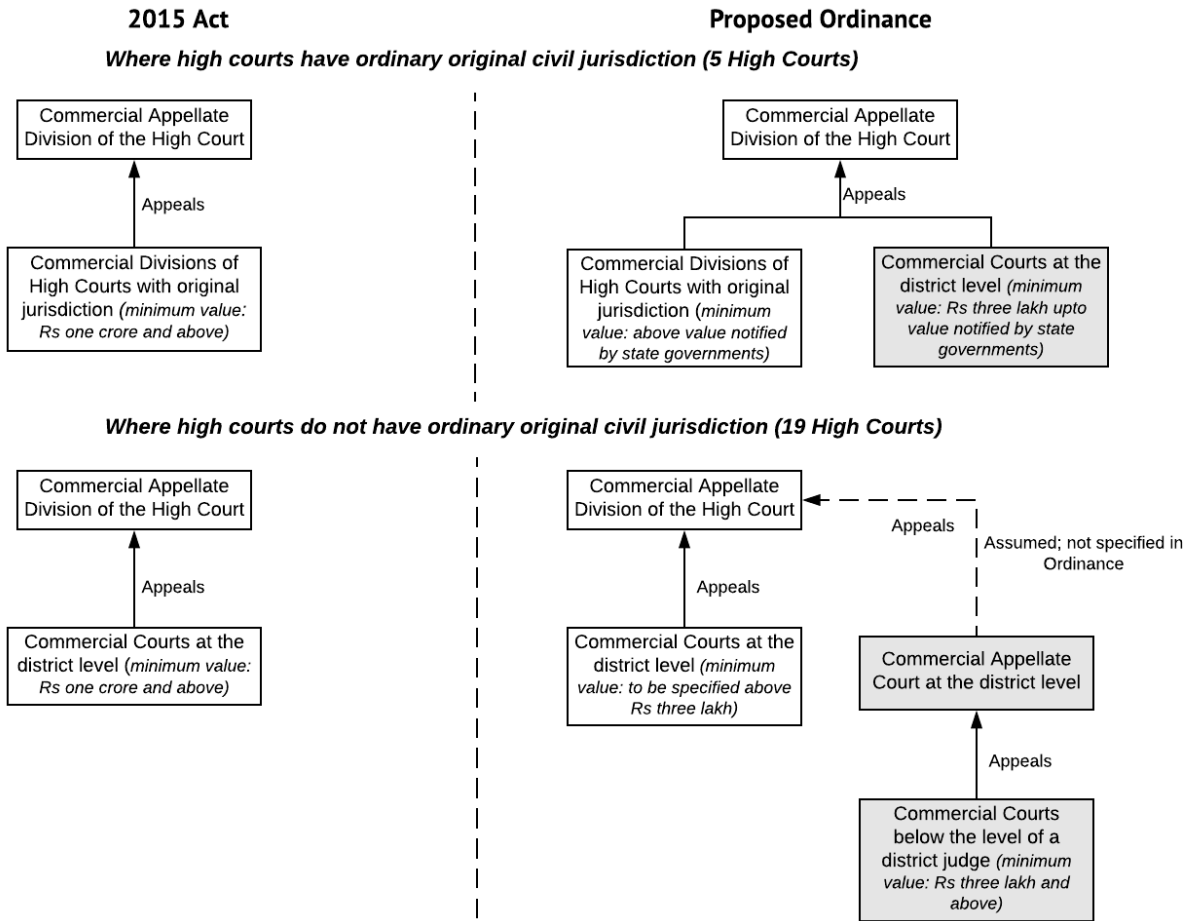 2015 Act
Proposed Ordinance
Where high courts have ordinary original civil jurisdiction (5 High Courts)
Commercial Appellate
Division of the High Court
Appeals
Commercial Divisions of
High Courts with original
jurisdiction (minimum value:
Rs one crore and above)
Commercial Appellate
Division of the High Court
Appeals
Commercial Divisions of
High Courts with original
jurisdiction (minimum
value: above value notified
by state governments)
Commercial Courts at the
district level (minimum
value: Rs three lakh upto
value notified by state
governments)
Where high courts do not have ordinary original civil jurisdiction (19 High Courts)
Commercial Appellate
Division of the High Court
Appeals
Commercial Courts at the
district level (minimum value:
Rs one crore and above)
Commercial Appellate
Division of the High Court
Appeals
Commercial Courts at the
district level (minimum
value: to be specified above
Rs three lakh)
Appeals
Assumed; not specified in
Ordinance
Commercial Appellate
Court at the district level
Appeals
Commercial Courts
below the level of a
district judge (minimum
value: Rs three lakh and
above)